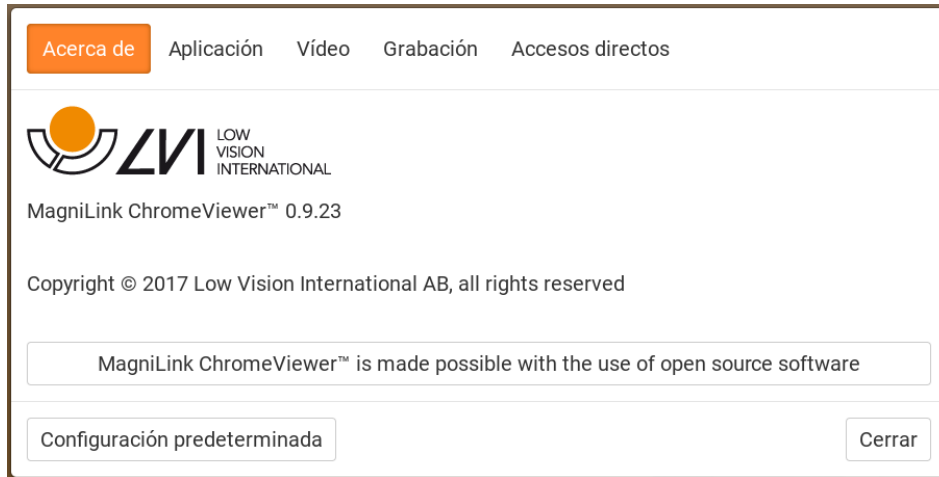 Acerca de Aplicación Vídeo Grabación Accesos directos
LVI LOW
VISION
INTERNATIONAL
MagniLink ChromeViewer™ 0.9.23
Copyright © 2017 Low Vision International AB, all rights reserved
MagniLink ChromeViewer™ is made possible with the use of open source software
Configuración predeterminada Cerrar